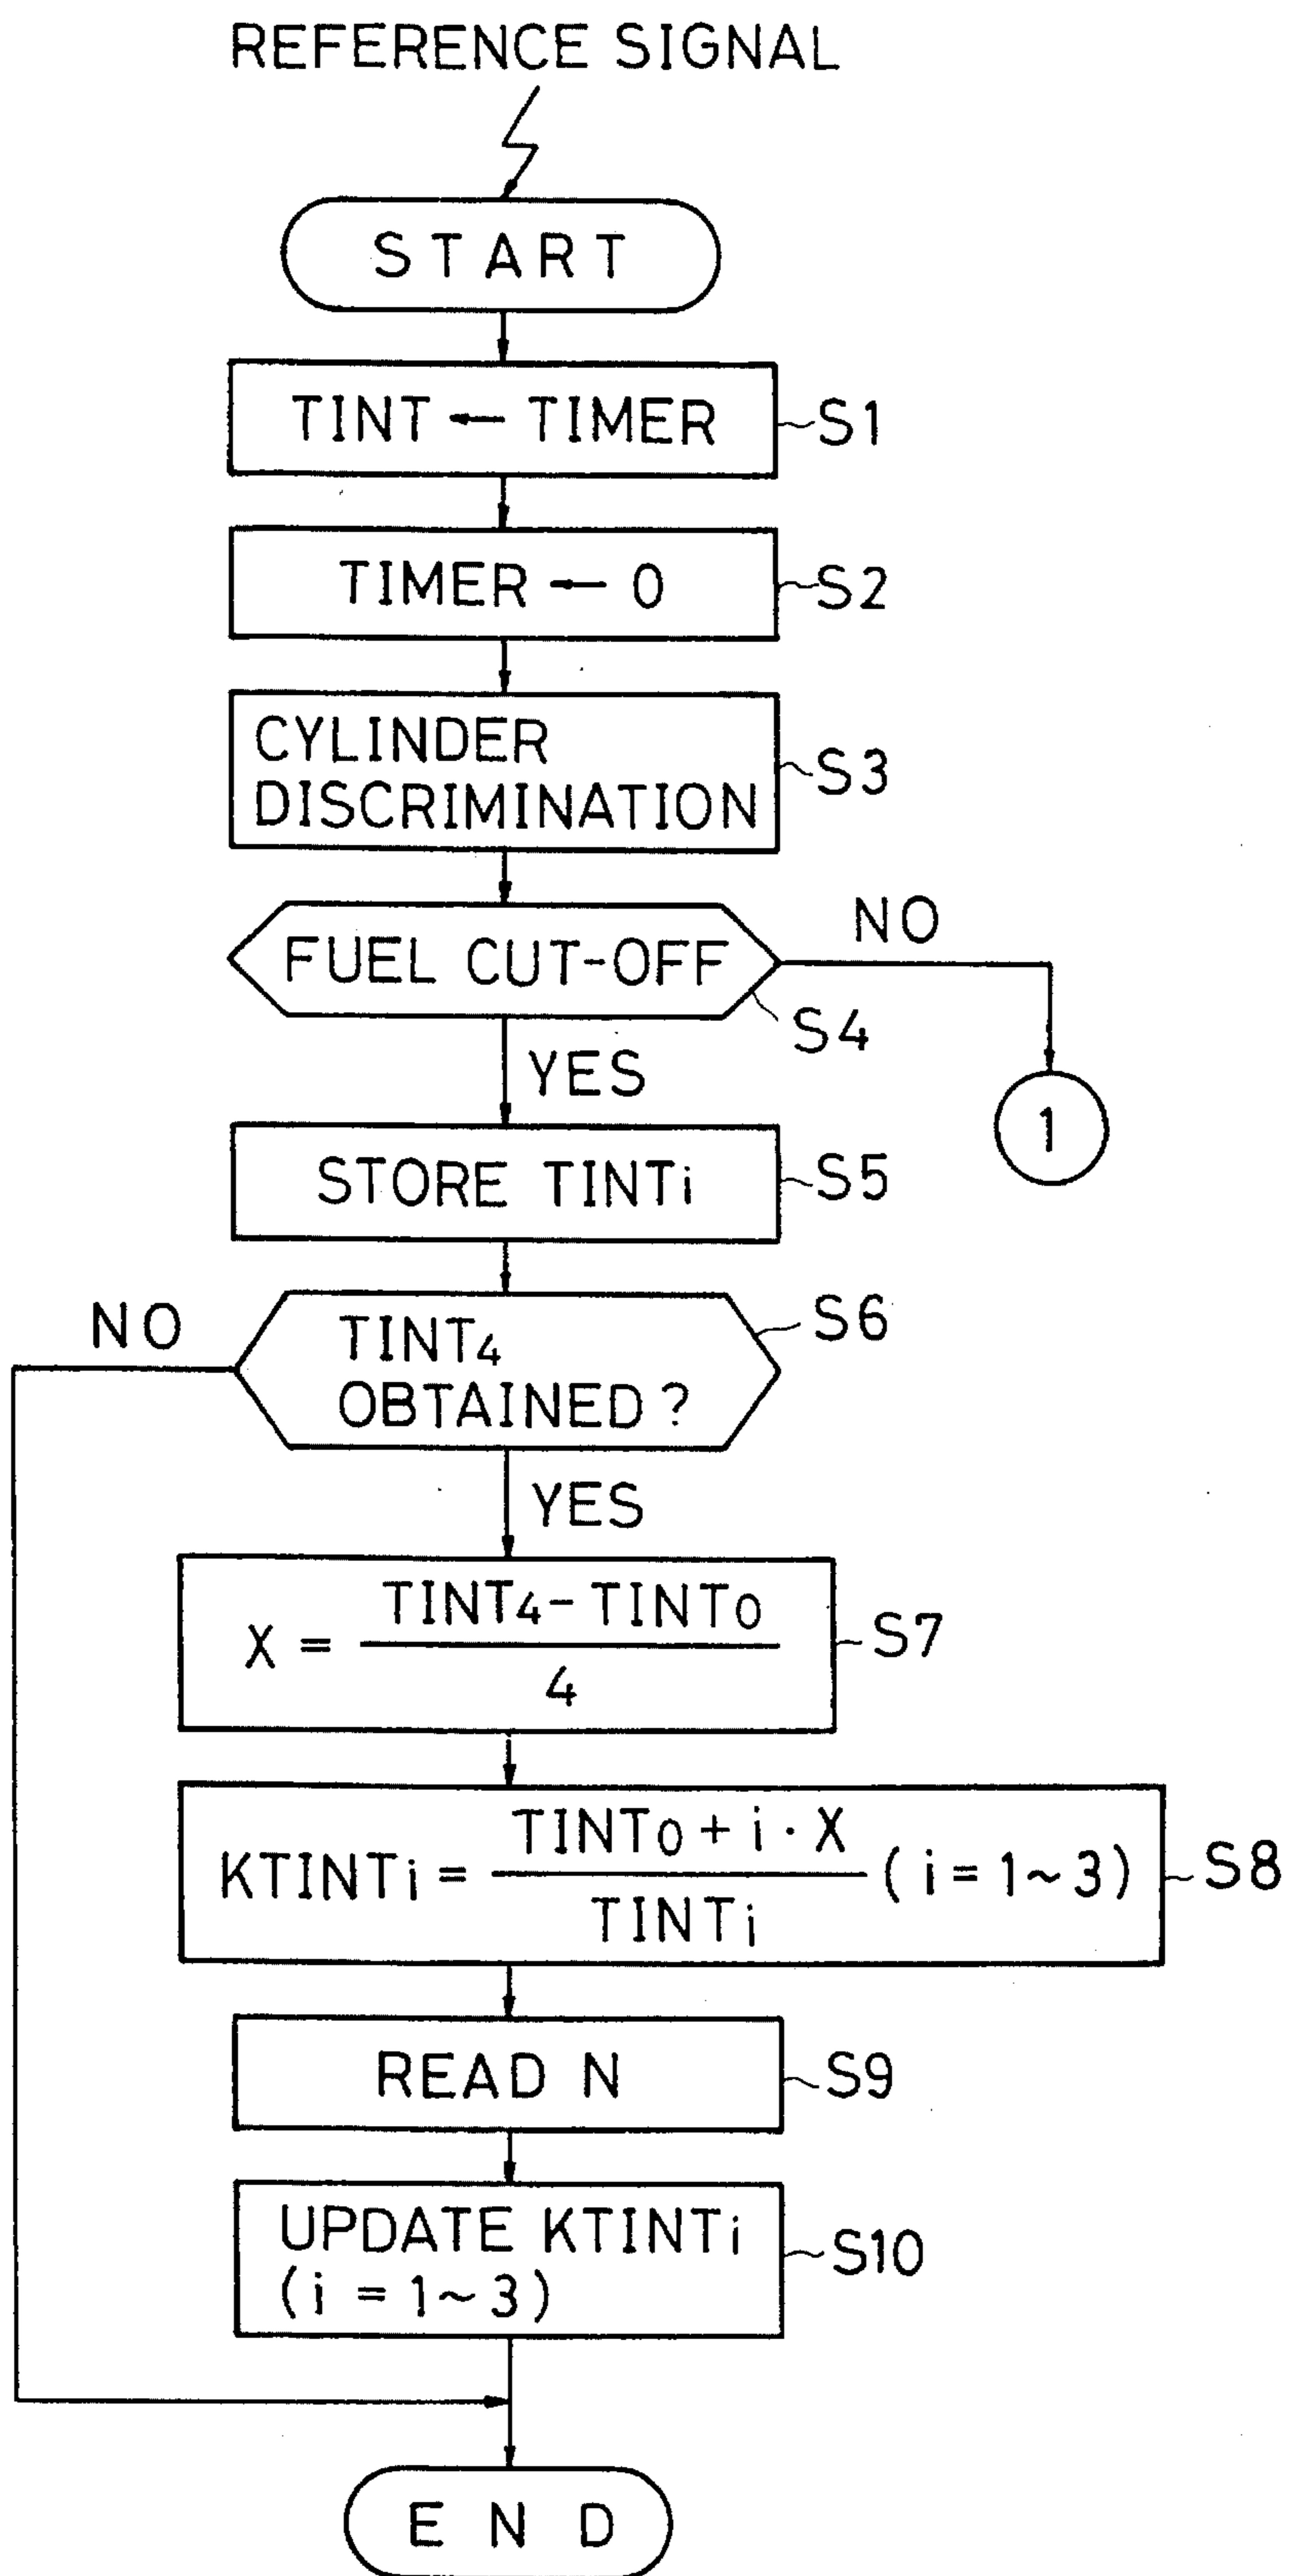 REFERENCE SIGNAL
START
TINT ← TIMER
S1
TIMER ← 0
S2
CYLINDER
DISCRIMINATION
S3
FUEL CUT-OFF
NO
S4
YES
1
STORE TINTi
S5
NO
TINT4
OBTAINED?
S6
YES
X = (TINT4 - TINT0) / 4
S7
KTINTi = (TINT0 + i · X) / TINTi (i = 1~3)
S8
READ N
S9
UPDATE KTINTi
(i = 1~3)
S10
END